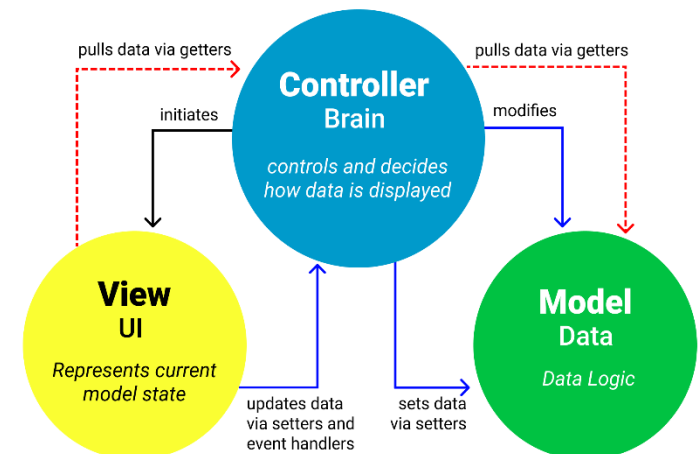 pulls data via getters
pulls data via getters
Controller
Brain
controls and decides
how data is displayed
initiates
modifies
View
UI
Represents current
model state
Model
Data
Data Logic
updates data
via setters and
event handlers
sets data
via setters